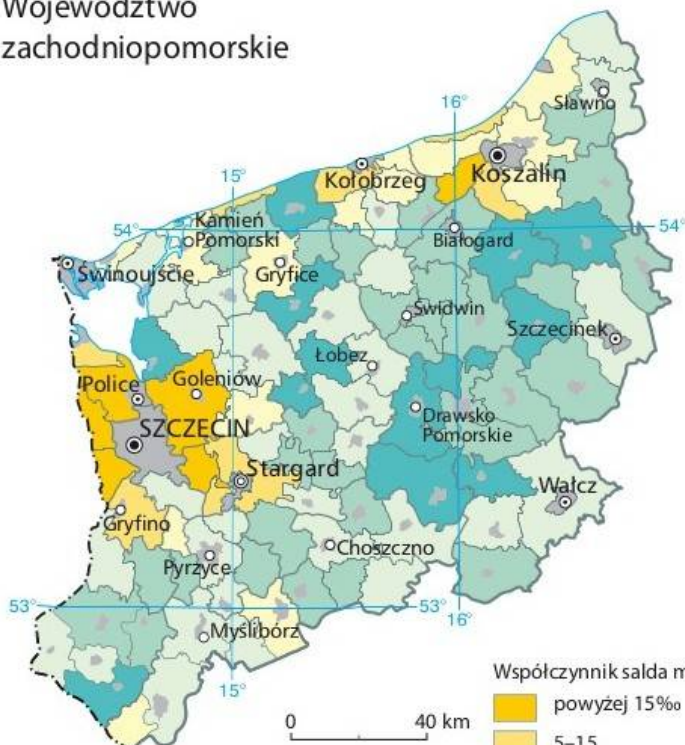 Województwo
zachodniopomorskie
16°
Sławno
15°
Kołobrzeg
Koszalin
54°
Kamień
Pomorski
Białogard
54°
Świnoujście
Gryfice
Świdwin
Szczecinek
Łobez
Police
Goleniów
Drawsko
Pomorskie
SZCZECIN
Stargard
Wałcz
Gryfino
Choszczno
Pyrzyce
53°
53°
16°
Myślibórz
15°
Współczynnik salda m
powyżej 15‰
0
40 km
5–15